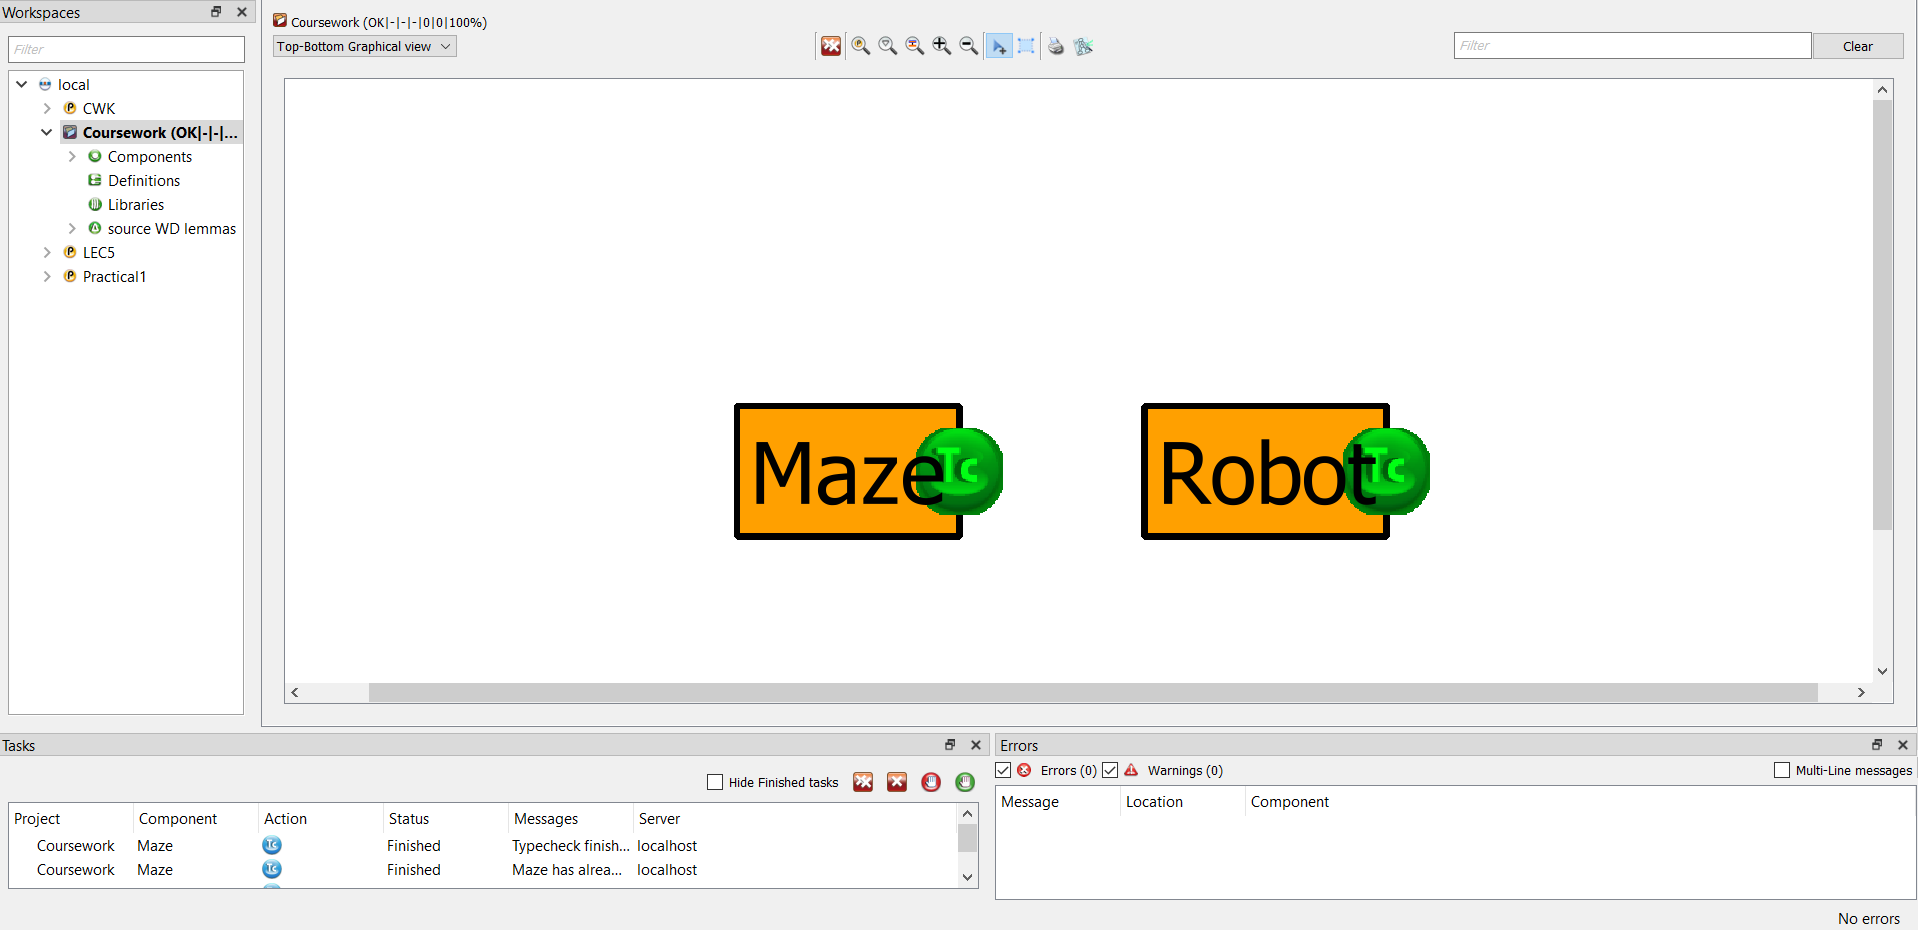 Workspaces
Filter
local
CWK
Coursework (OK|-|-|...
Components
Definitions
Libraries
source WD lemmas
LEC5
Practical1
Coursework (OK|-|-|-|0|0|100%)
Top-Bottom Graphical view
Filter
Clear
Maze Tc
Robot Tc
Tasks
Hide Finished tasks
Project Component Action Status Messages Server
Coursework Maze Tc Finished Typecheck finish... localhost
Coursework Maze Tc Finished Maze has alrea... localhost
Errors
Errors (0) Warnings (0) Multi-Line messages
Message Location Component
No errors